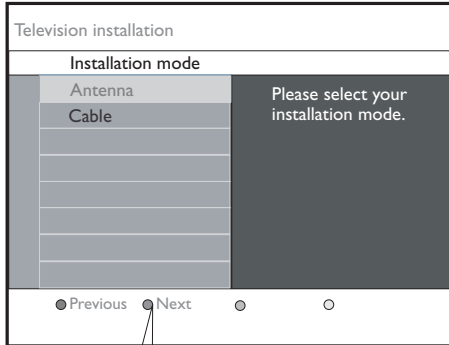 Television installation
Installation mode
Antenna
Cable
Please select your
installation mode.
Previous Next